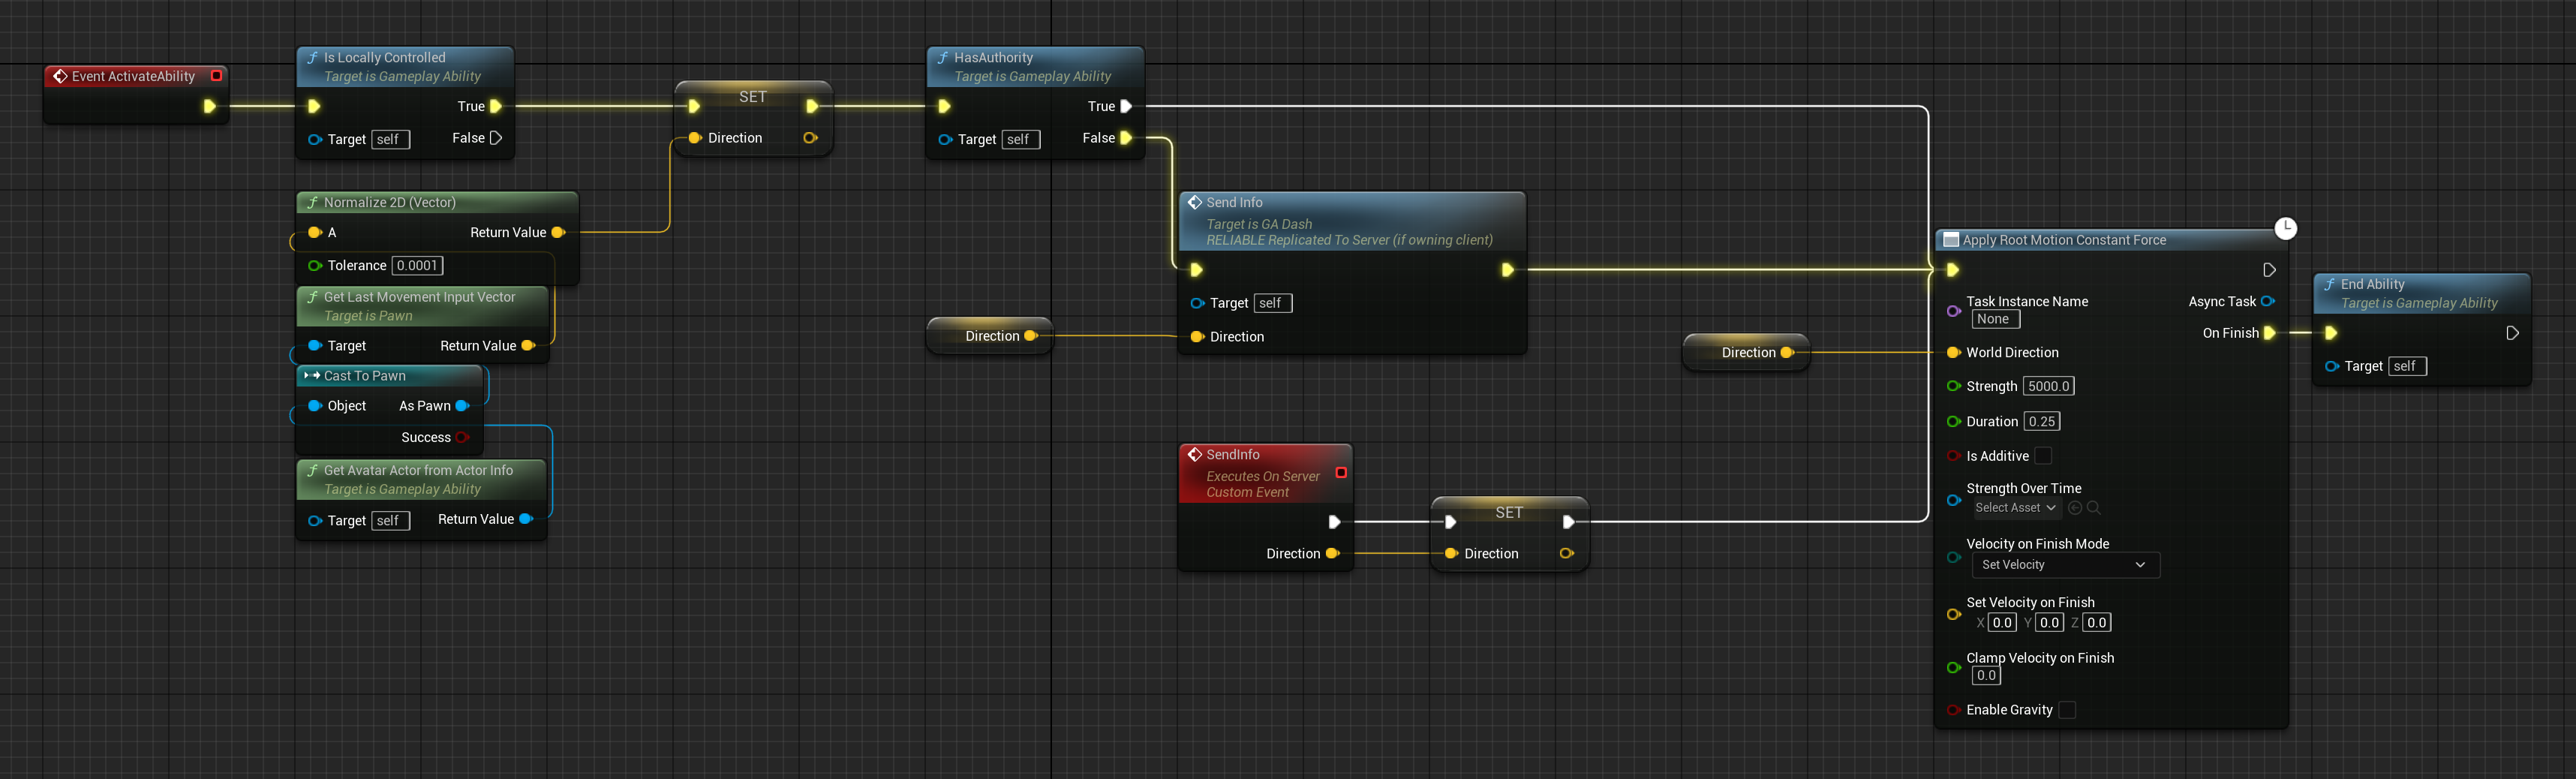 Event ActivateAbility
Is Locally Controlled
Target is Gameplay Ability
True
Target self
False
Normalize 2D (Vector)
A
Return Value
Tolerance 0.0001
Get Last Movement Input Vector
Target is Pawn
Target
Return Value
Cast To Pawn
Object
As Pawn
Success
Get Avatar Actor from Actor Info
Target is Gameplay Ability
Target self
Return Value
SET
Direction
HasAuthority
Target is Gameplay Ability
True
Target self
False
Direction
Send Info
Target is GA Dash
RELIABLE Replicated To Server (if owning client)
Target self
Direction
SendInfo
Executes On Server
Custom Event
Direction
SET
Direction
Direction
Apply Root Motion Constant Force
Task Instance Name
None
Async Task
On Finish
World Direction
Strength 5000.0
Duration 0.25
Is Additive
Strength Over Time
Select Asset
Velocity on Finish Mode
Set Velocity
Set Velocity on Finish
X 0.0 Y 0.0 Z 0.0
Clamp Velocity on Finish
0.0
Enable Gravity
End Ability
Target is Gameplay Ability
Target self